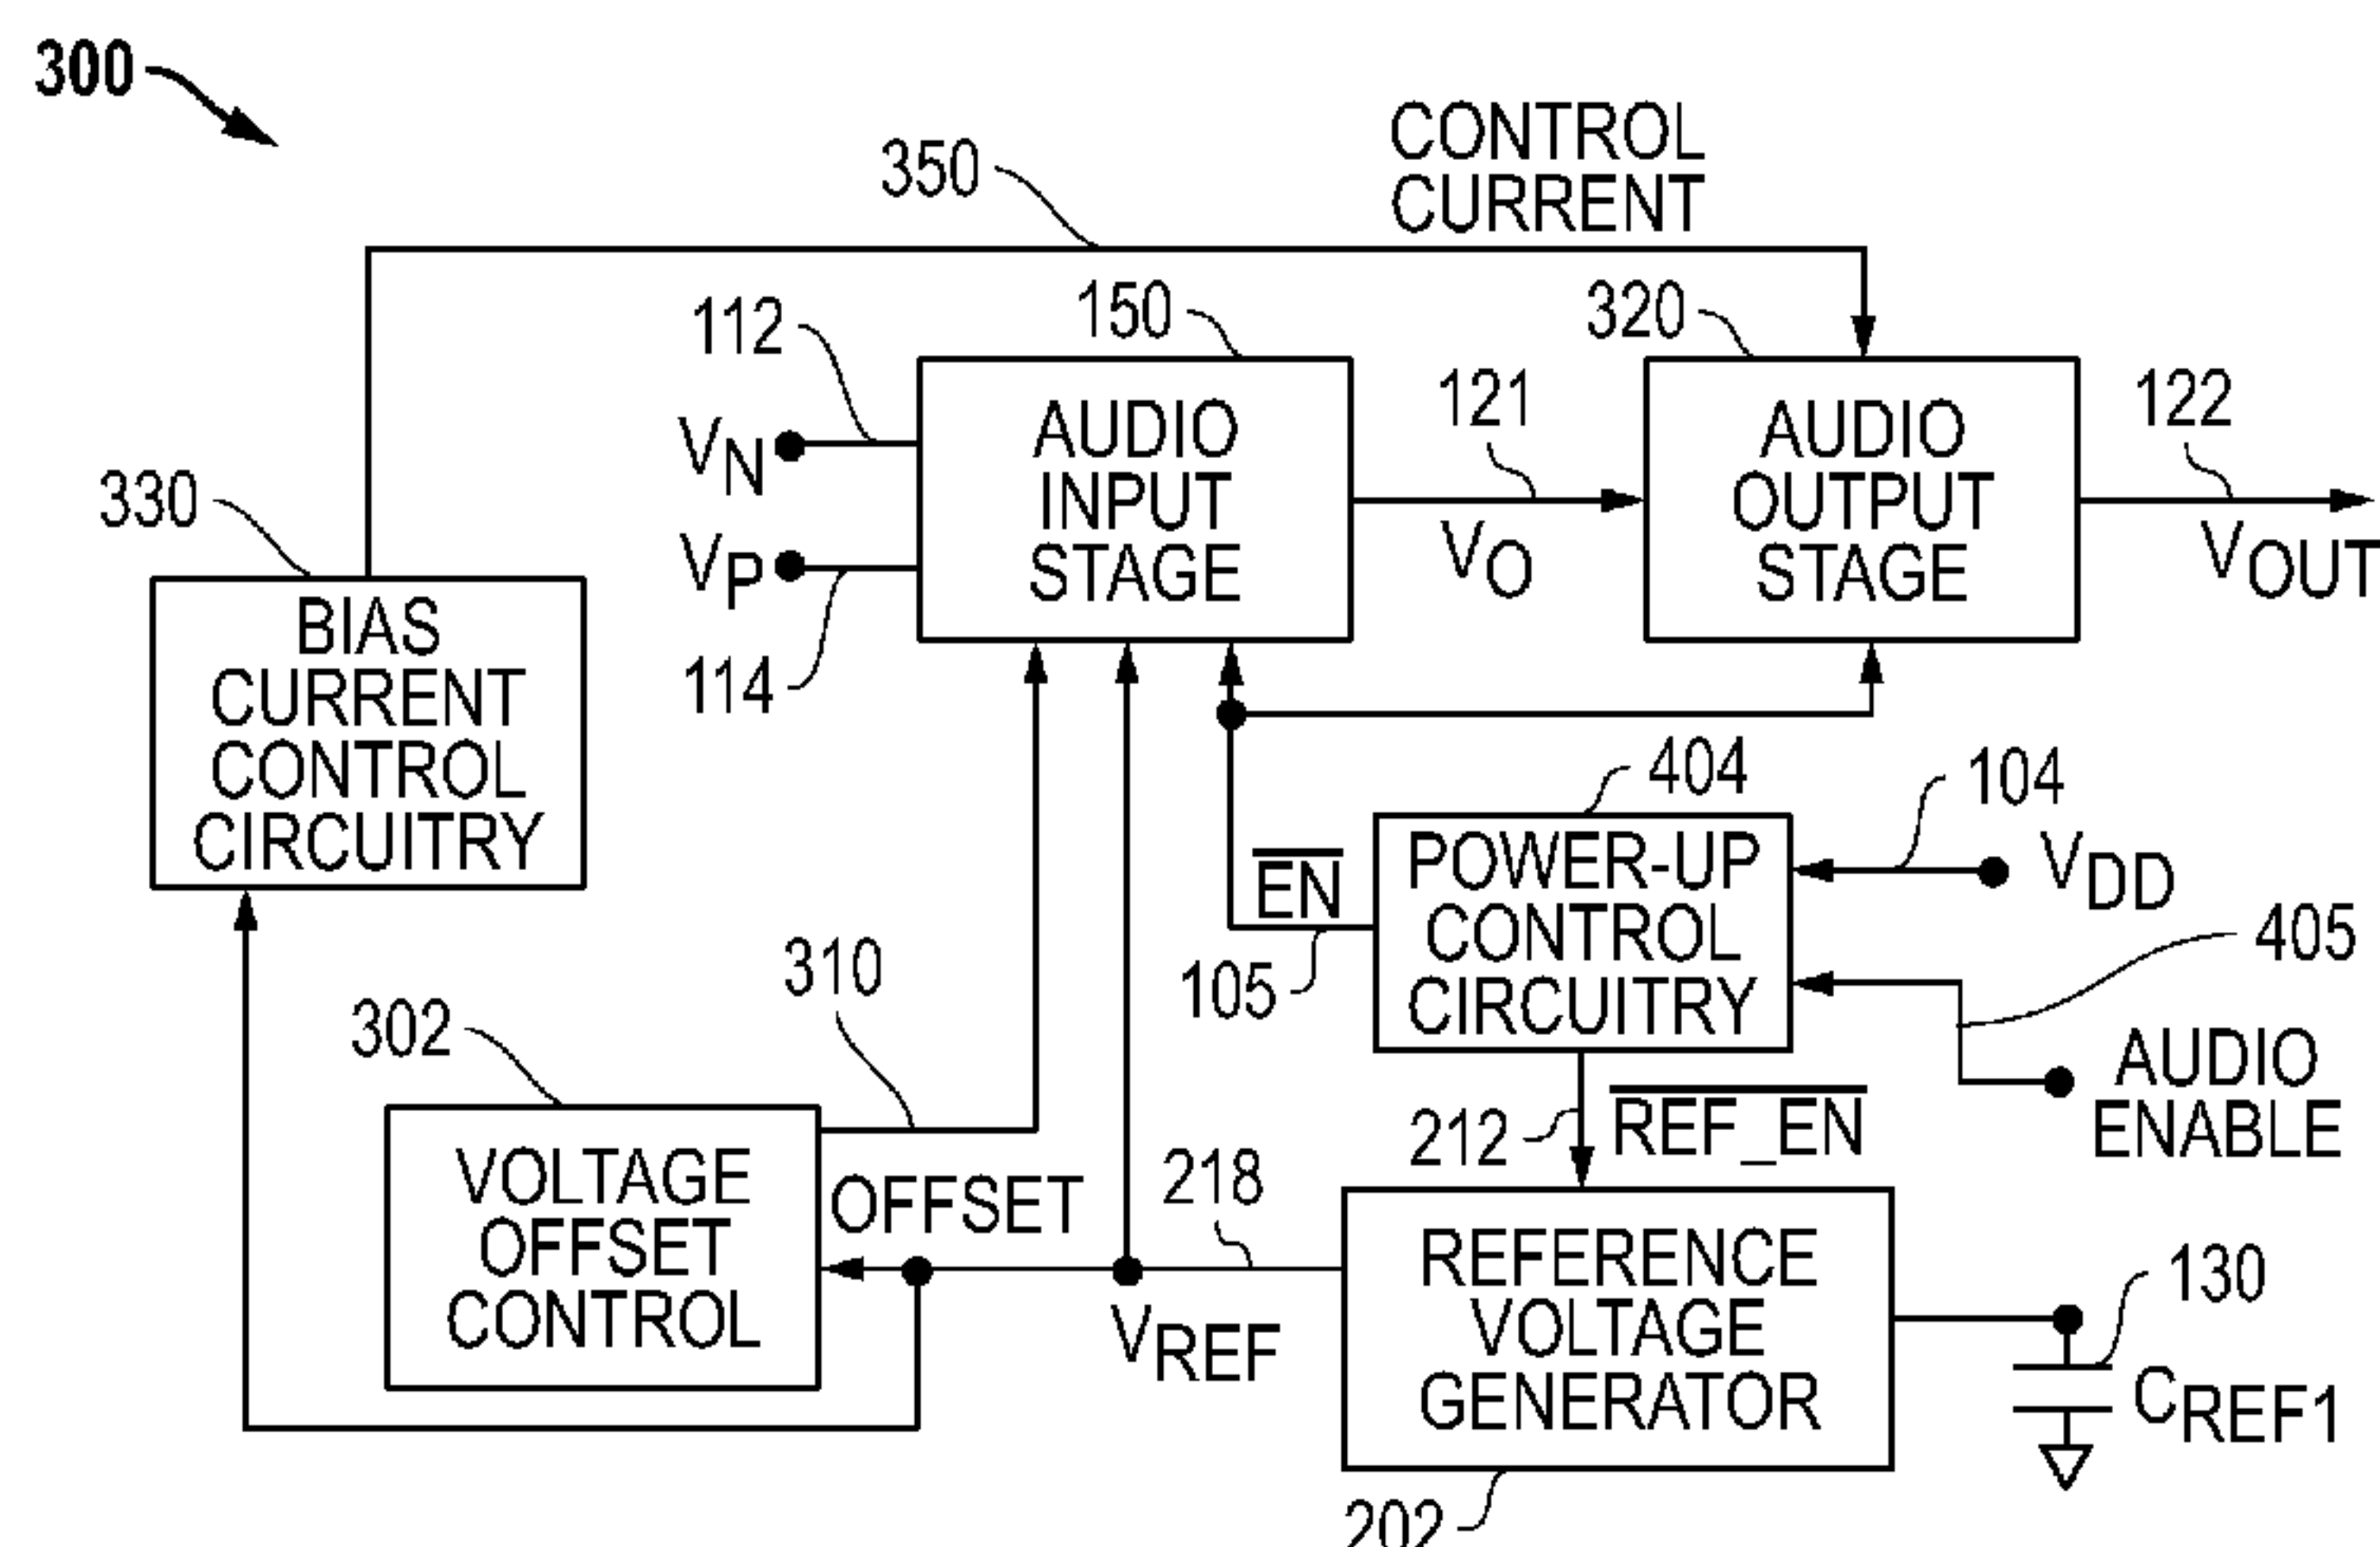 300
350
CONTROL
CURRENT
112
150
320
V_N
V_P
114
AUDIO
INPUT
STAGE
121
V_O
AUDIO
OUTPUT
STAGE
122
V_OUT
330
BIAS
CURRENT
CONTROL
CIRCUITRY
404
104
E̅N̅
105
POWER-UP
CONTROL
CIRCUITRY
V_DD
405
AUDIO
ENABLE
310
302
VOLTAGE
OFFSET
CONTROL
OFFSET
218
V_REF
212
R̅E̅F̅_̅E̅N̅
REFERENCE
VOLTAGE
GENERATOR
130
C_REF1
202